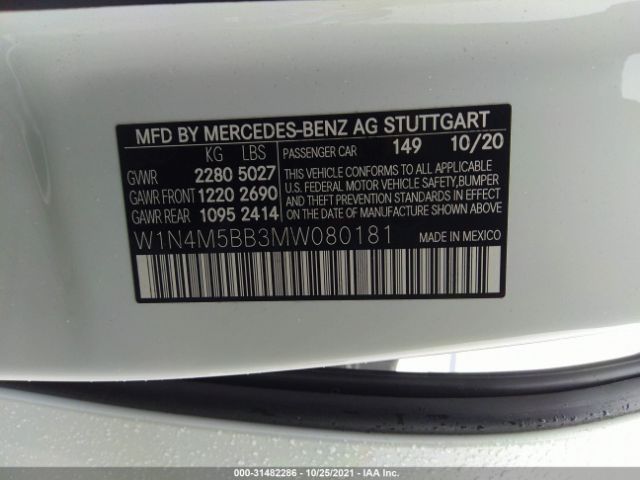 MFD BY MERCEDES-BENZ AG STUTTGART
KG LBS
GVWR 2280 5027
GAWR FRONT 1220 2690
GAWR REAR 1095 2414
PASSENGER CAR 149 10/20
THIS VEHICLE CONFORMS TO ALL APPLICABLE
U.S. FEDERAL MOTOR VEHICLE SAFETY,BUMPER
AND THEFT PREVENTION STANDARDS IN EFFECT
ON THE DATE OF MANUFACTURE SHOWN ABOVE.
W1N4M5BB3MW080181 MADE IN MEXICO
000-31482286 - 10/25/2021 - IAA Inc.